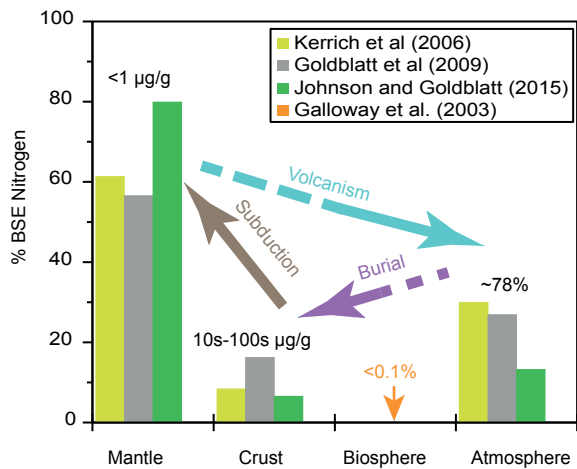 Kerrich et al (2006)
Goldblatt et al (2009)
Johnson and Goldblatt (2015)
Galloway et al. (2003)
% BSE Nitrogen
100
80
60
40
20
0
<1 µg/g
Volcanism
Subduction
Burial
~78%
10s-100s µg/g
<0.1%
Mantle
Crust
Biosphere
Atmosphere